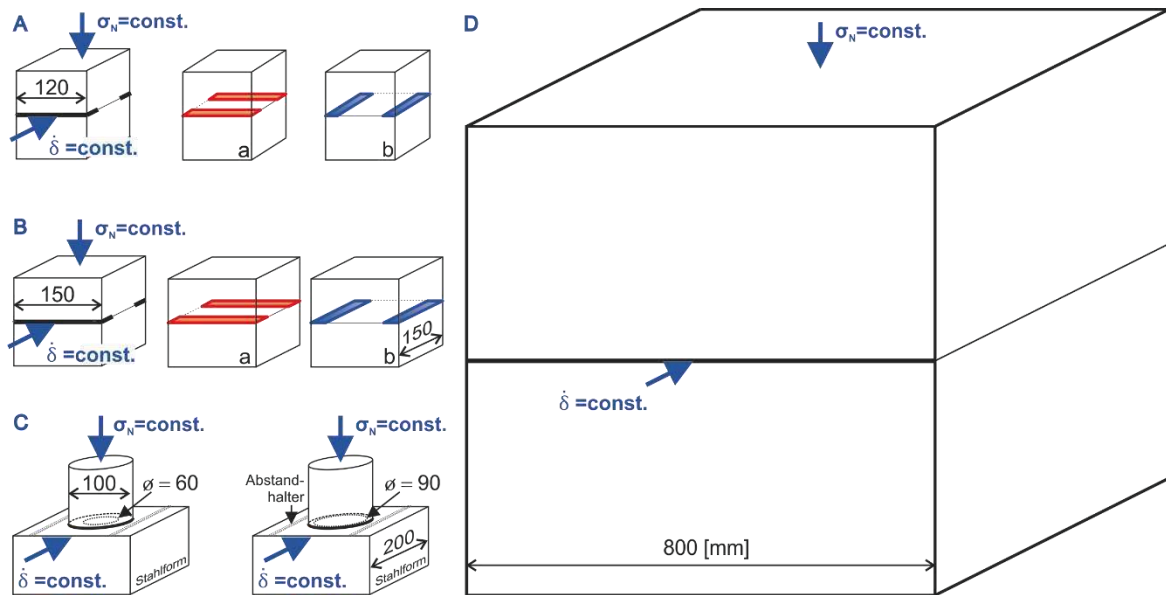 A
σN=const.
120
δ̇ =const.
a
b
B
σN=const.
150
δ̇ =const.
a
b
150
C
σN=const.
100
ø = 60
δ̇ =const.
Stahlform
σN=const.
Abstand-
halter
ø = 90
200
δ̇ =const.
Stahlform
D
σN=const.
δ̇ =const.
800 [mm]